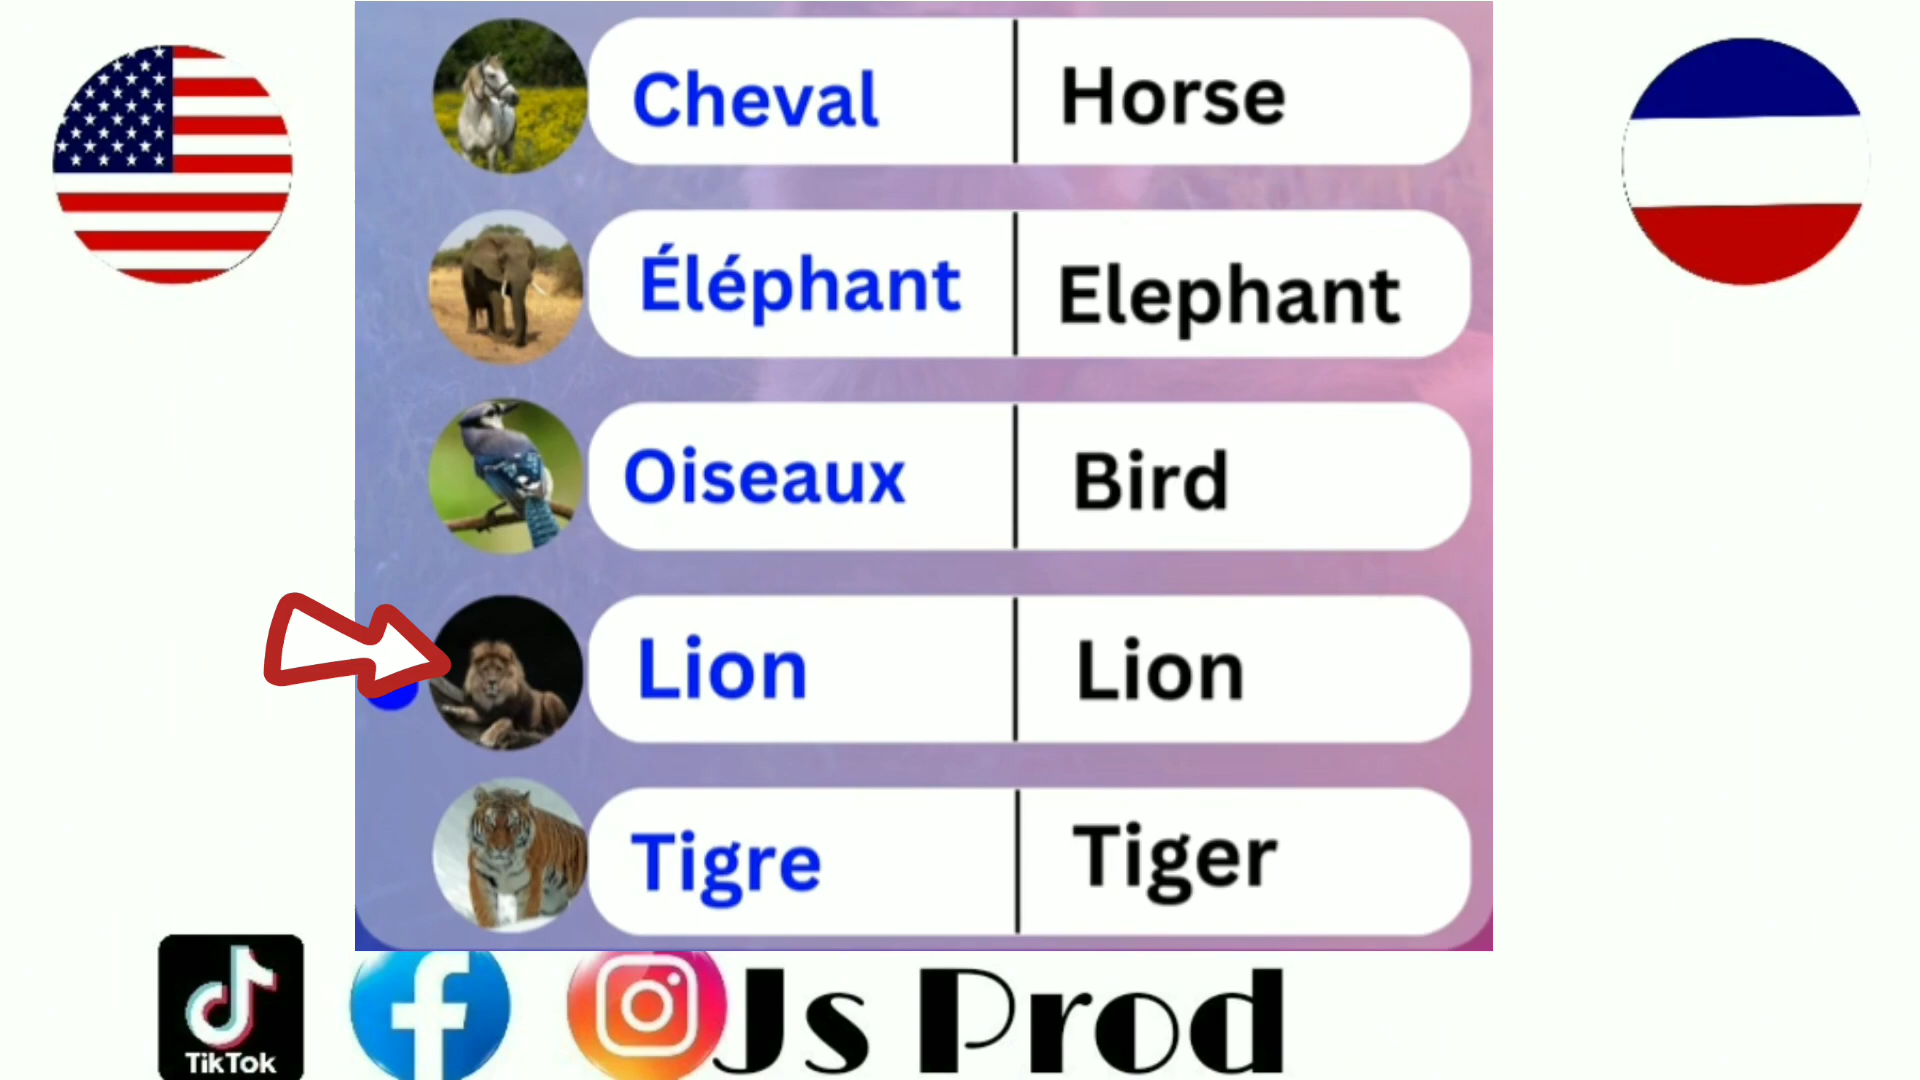 Cheval Horse
Éléphant Elephant
Oiseaux Bird
Lion Lion
Tigre Tiger
TikTok
Js Prod